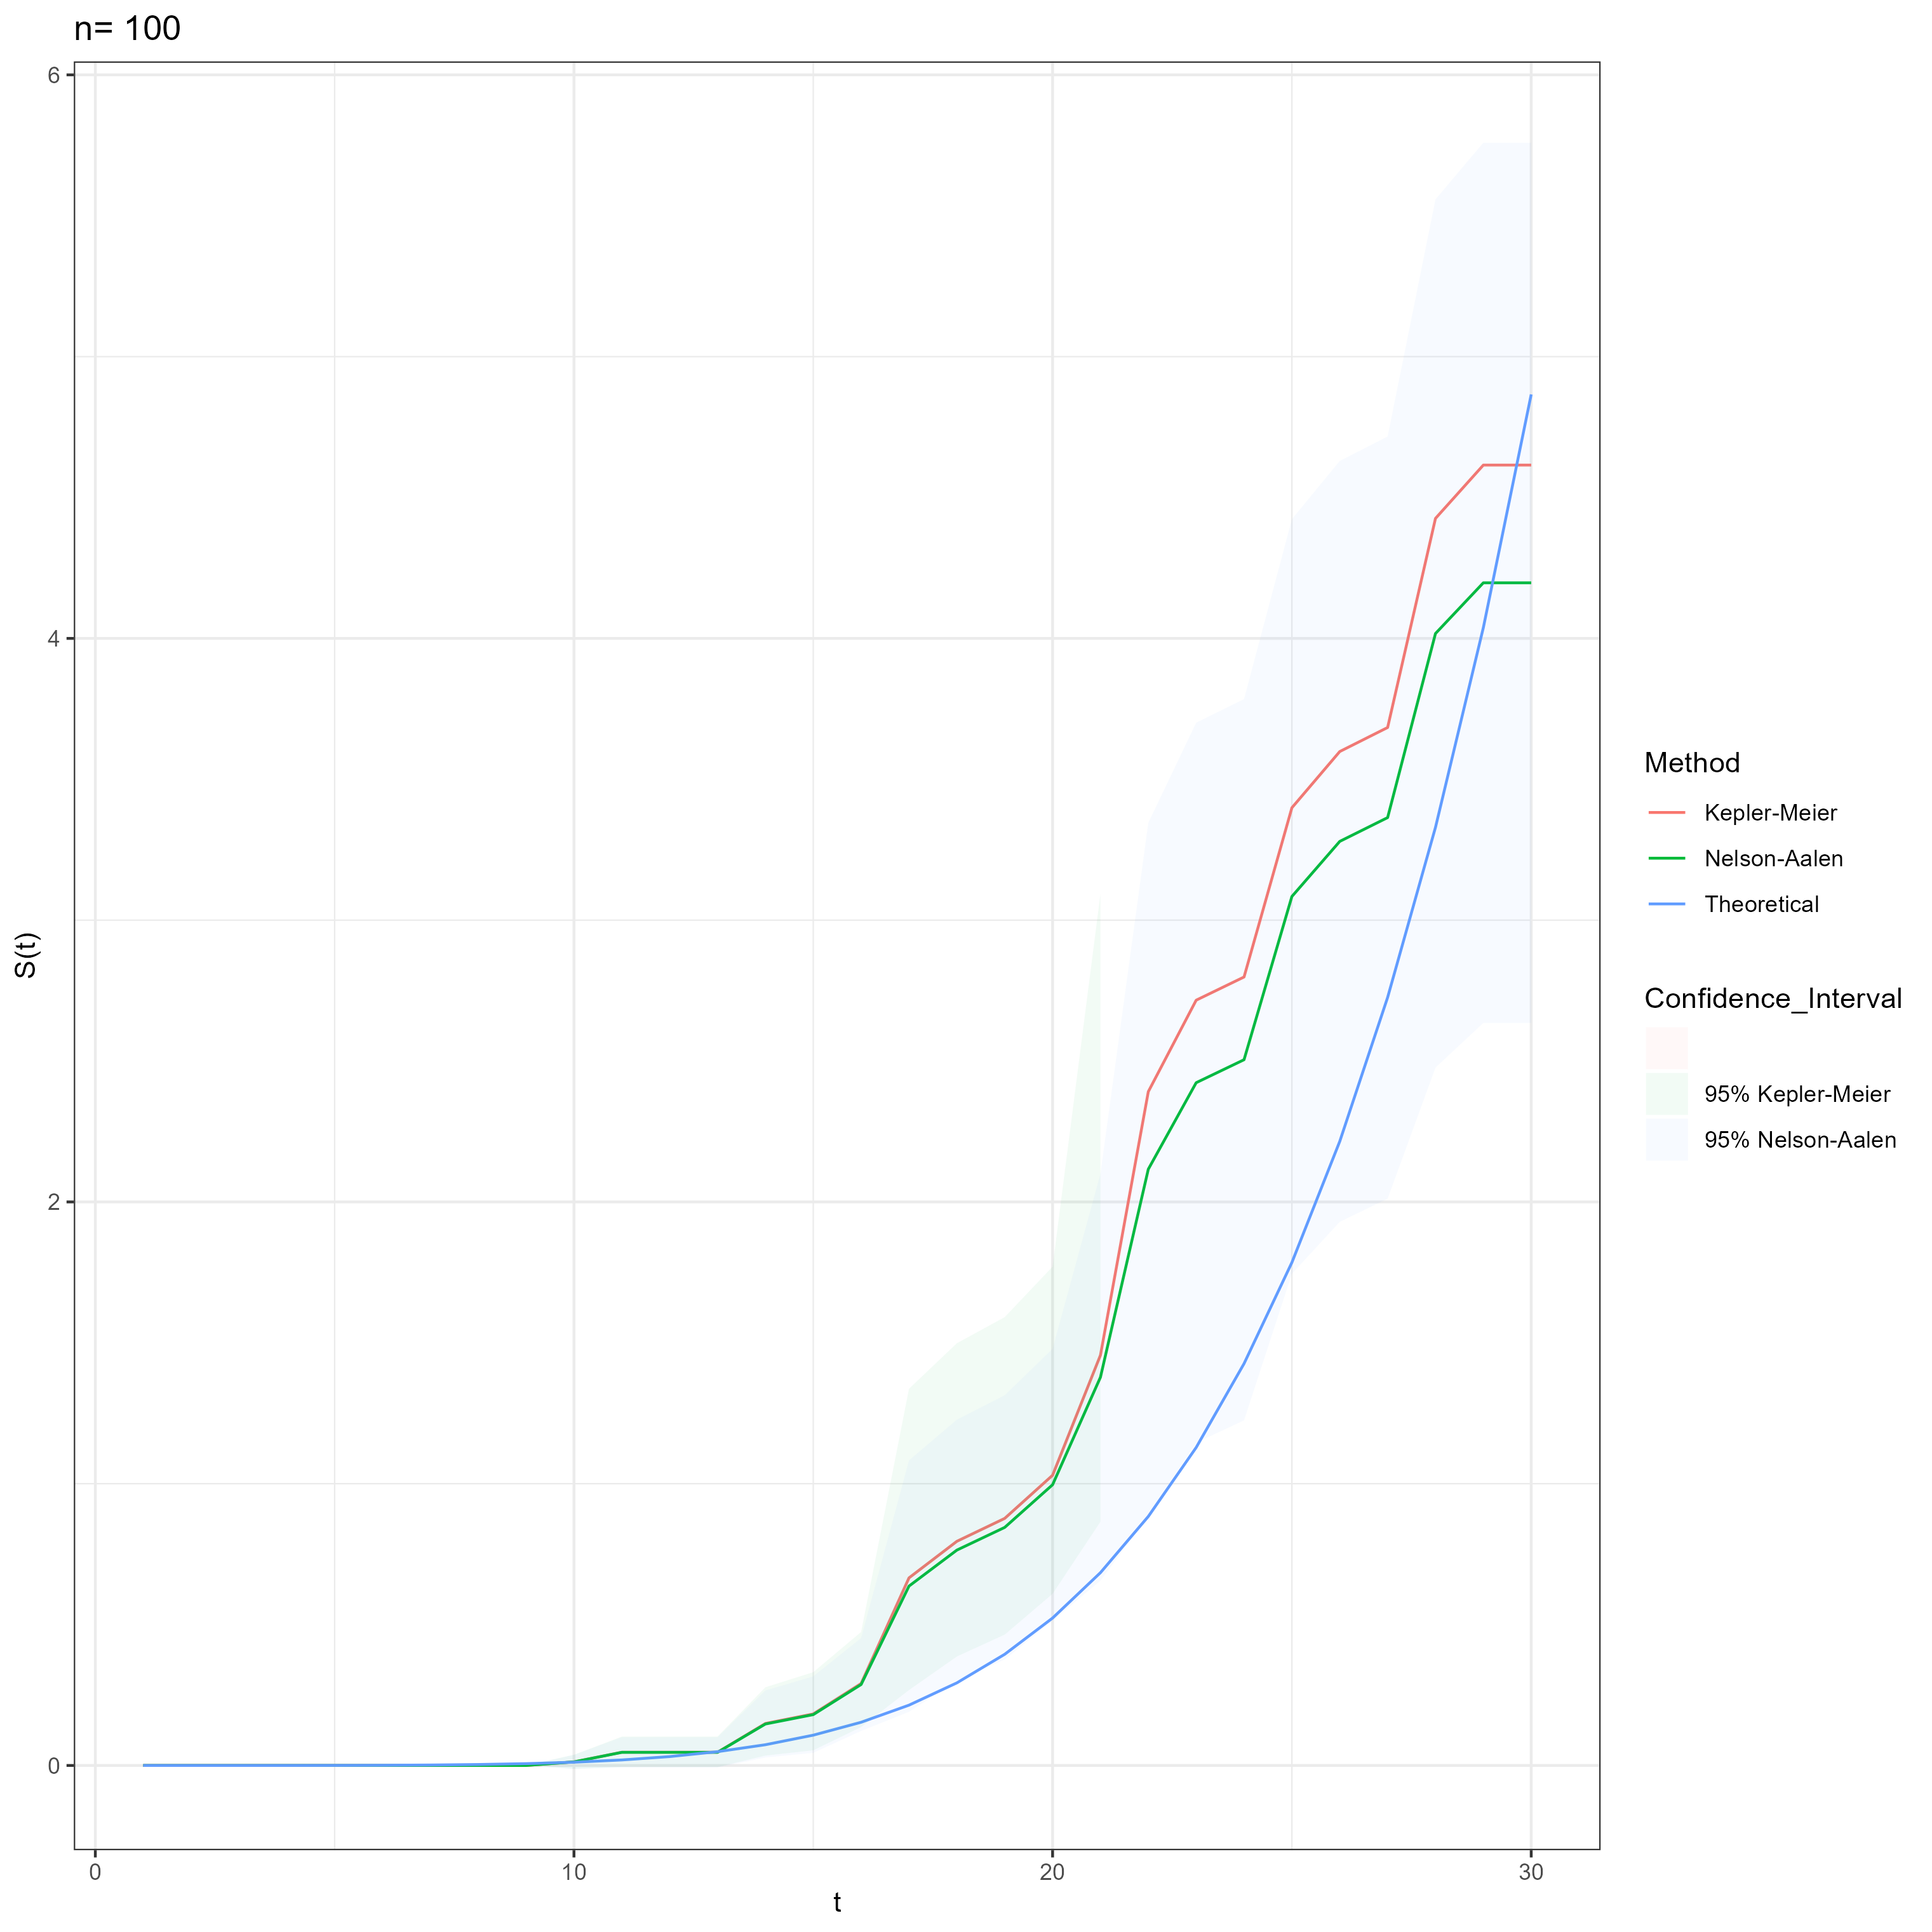 n= 100
S(t)
6
4
2
0
0 10 20 30
t
Method
Kepler-Meier
Nelson-Aalen
Theoretical
Confidence_Interval
95% Kepler-Meier
95% Nelson-Aalen